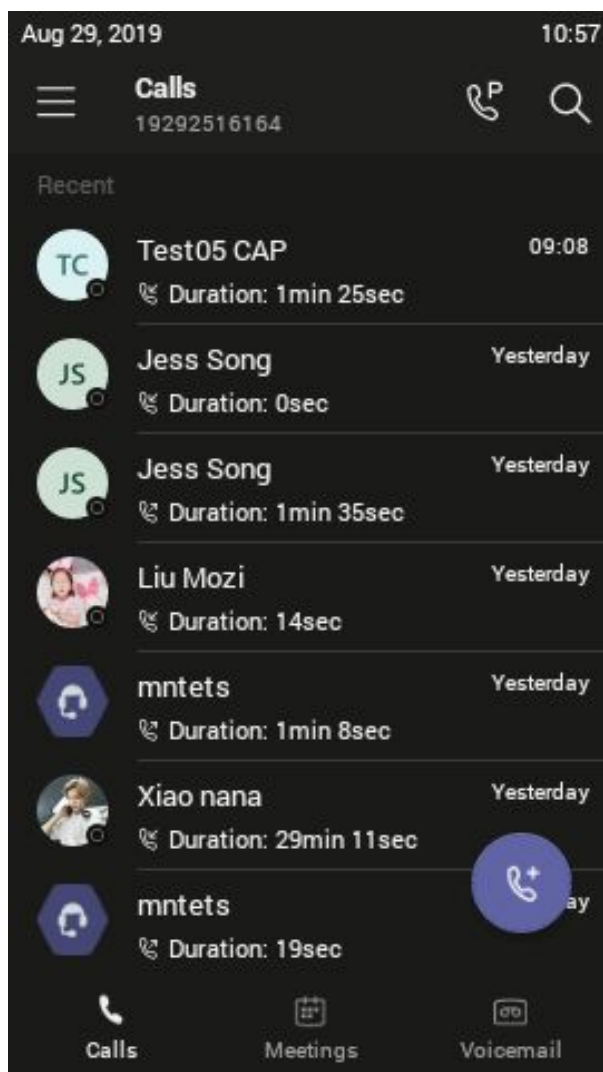 Aug 29, 2019 10:57
Calls
19292516164
P
Recent
TC Test05 CAP 09:08
Duration: 1min 25sec
JS Jess Song Yesterday
Duration: 0sec
JS Jess Song Yesterday
Duration: 1min 35sec
Liu Mozi Yesterday
Duration: 14sec
mntets Yesterday
Duration: 1min 8sec
Xiao nana Yesterday
Duration: 29min 11sec
mntets ay
Duration: 19sec
Calls Meetings Voicemail